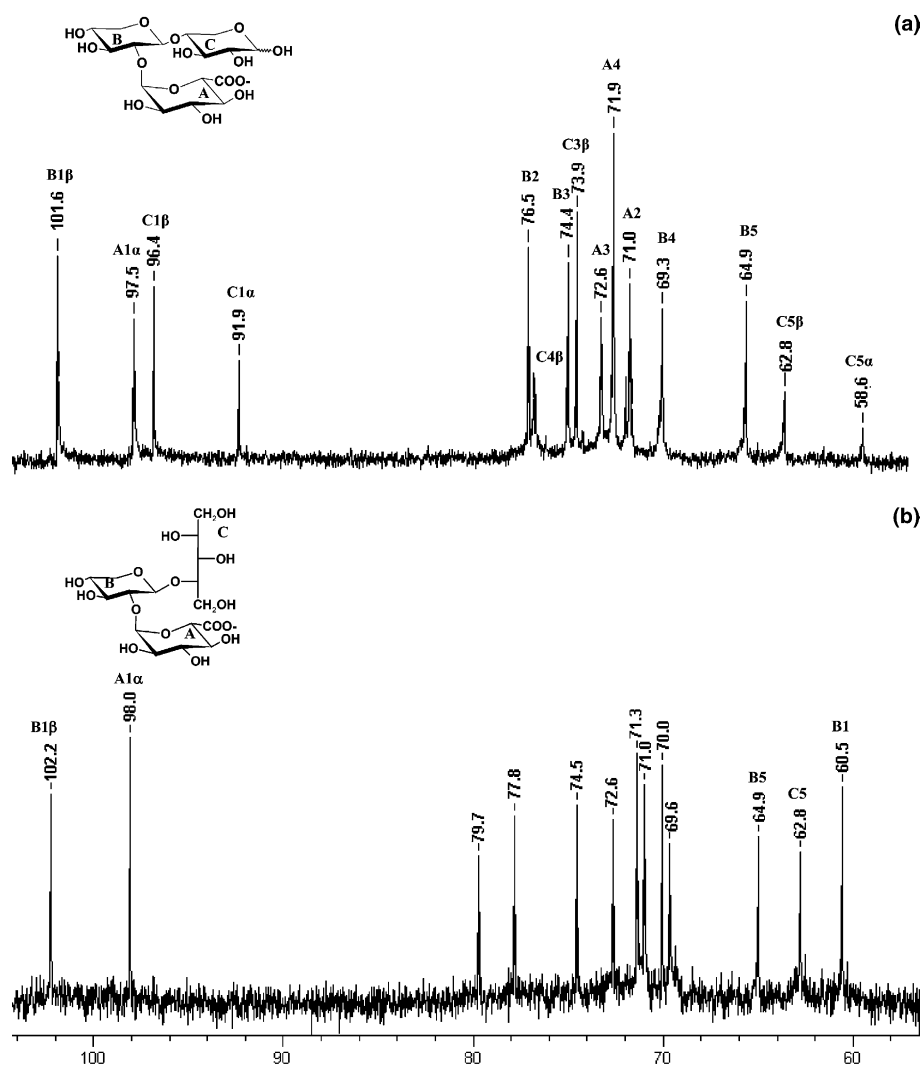 (a)
HO
HO
B
O
O
C
O
HO
OH
OH
O
O
COO-
A
HO
OH
OH
B1β
101.6
A1α
97.5
C1β
96.4
C1α
91.9
B2
76.5
C4β
B3
74.4
C3β
73.9
A3
72.6
A4
71.9
A2
71.0
B4
69.3
B5
64.9
C5β
62.8
C5α
58.6
(b)
CH2OH
C
HO
OH
HO
HO
B
O
O
CH2OH
O
O
COO-
A
OH
HO
OH
B1β
102.2
A1α
98.0
79.7
77.8
74.5
72.6
71.3
71.0
70.0
69.6
B5
64.9
C5
62.8
B1
60.5
100
90
80
70
60